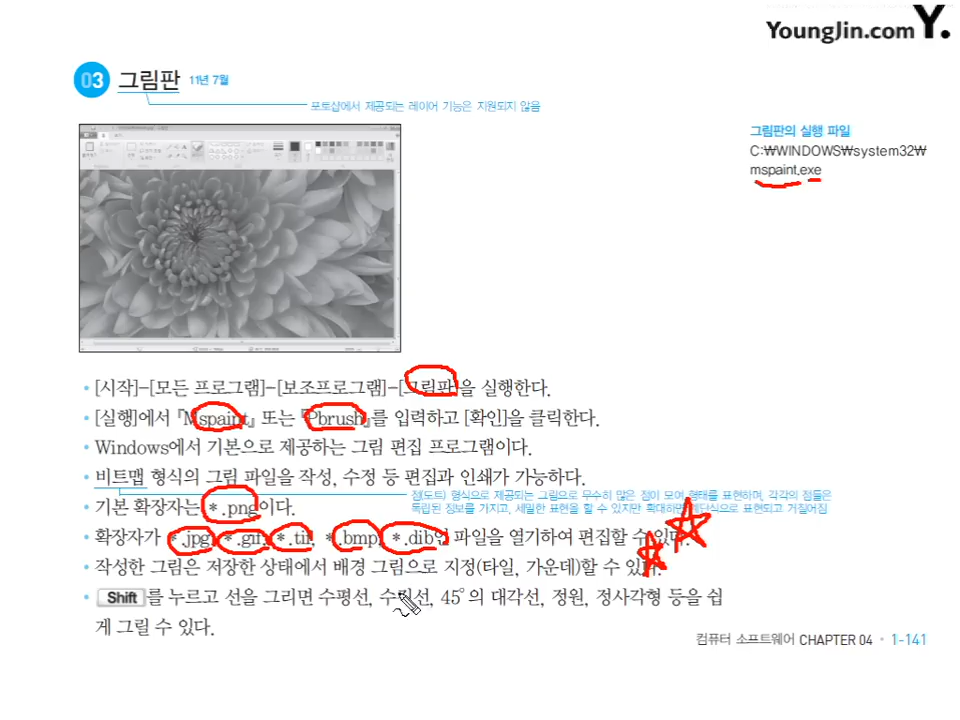 YoungJin.com Y.
03 그림판 11년 7월
포토샵에서 제공되는 레이어 기능은 지원되지 않음
그림판의 실행 파일
C:￦WINDOWS￦system32￦
mspaint.exe
• [시작]-[모든 프로그램]-[보조프로그램]-[그림판]을 실행한다.
• [실행]에서 『Mspaint』 또는 『Pbrush』를 입력하고 [확인]을 클릭한다.
• Windows에서 기본으로 제공하는 그림 편집 프로그램이다.
• 비트맵 형식의 그림 파일을 작성, 수정 등 편집과 인쇄가 가능하다.
점(도트) 형식으로 제공되는 그림으로 무수히 많은 점이 모여 형태를 표현하며, 각각의 점들은
독립된 정보를 가지고, 세밀한 표현을 할 수 있지만 확대하면 계단식으로 표현되고 거칠어짐
• 기본 확장자는 *.png이다.
• 확장자가 *.jpg, *.gif, *.tif, *.bmp, *.dib인 파일을 열기하여 편집할 수 있다.
• 작성한 그림은 저장한 상태에서 배경 그림으로 지정(타일, 가운데)할 수 있다.
• Shift 를 누르고 선을 그리면 수평선, 수직선, 45°의 대각선, 정원, 정사각형 등을 쉽
게 그릴 수 있다.
컴퓨터 소프트웨어 CHAPTER 04 • 1-141